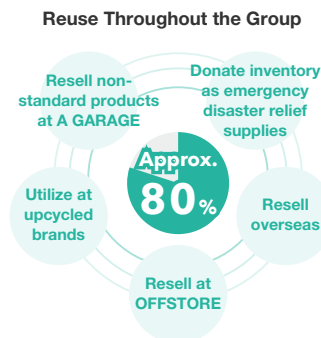 Reuse Throughout the Group
Resell non-
standard products
at A GARAGE
Donate inventory
as emergency
disaster relief
supplies
Approx.
80%
Utilize at
upcycled
brands
Resell
overseas
Resell at
OFFSTORE